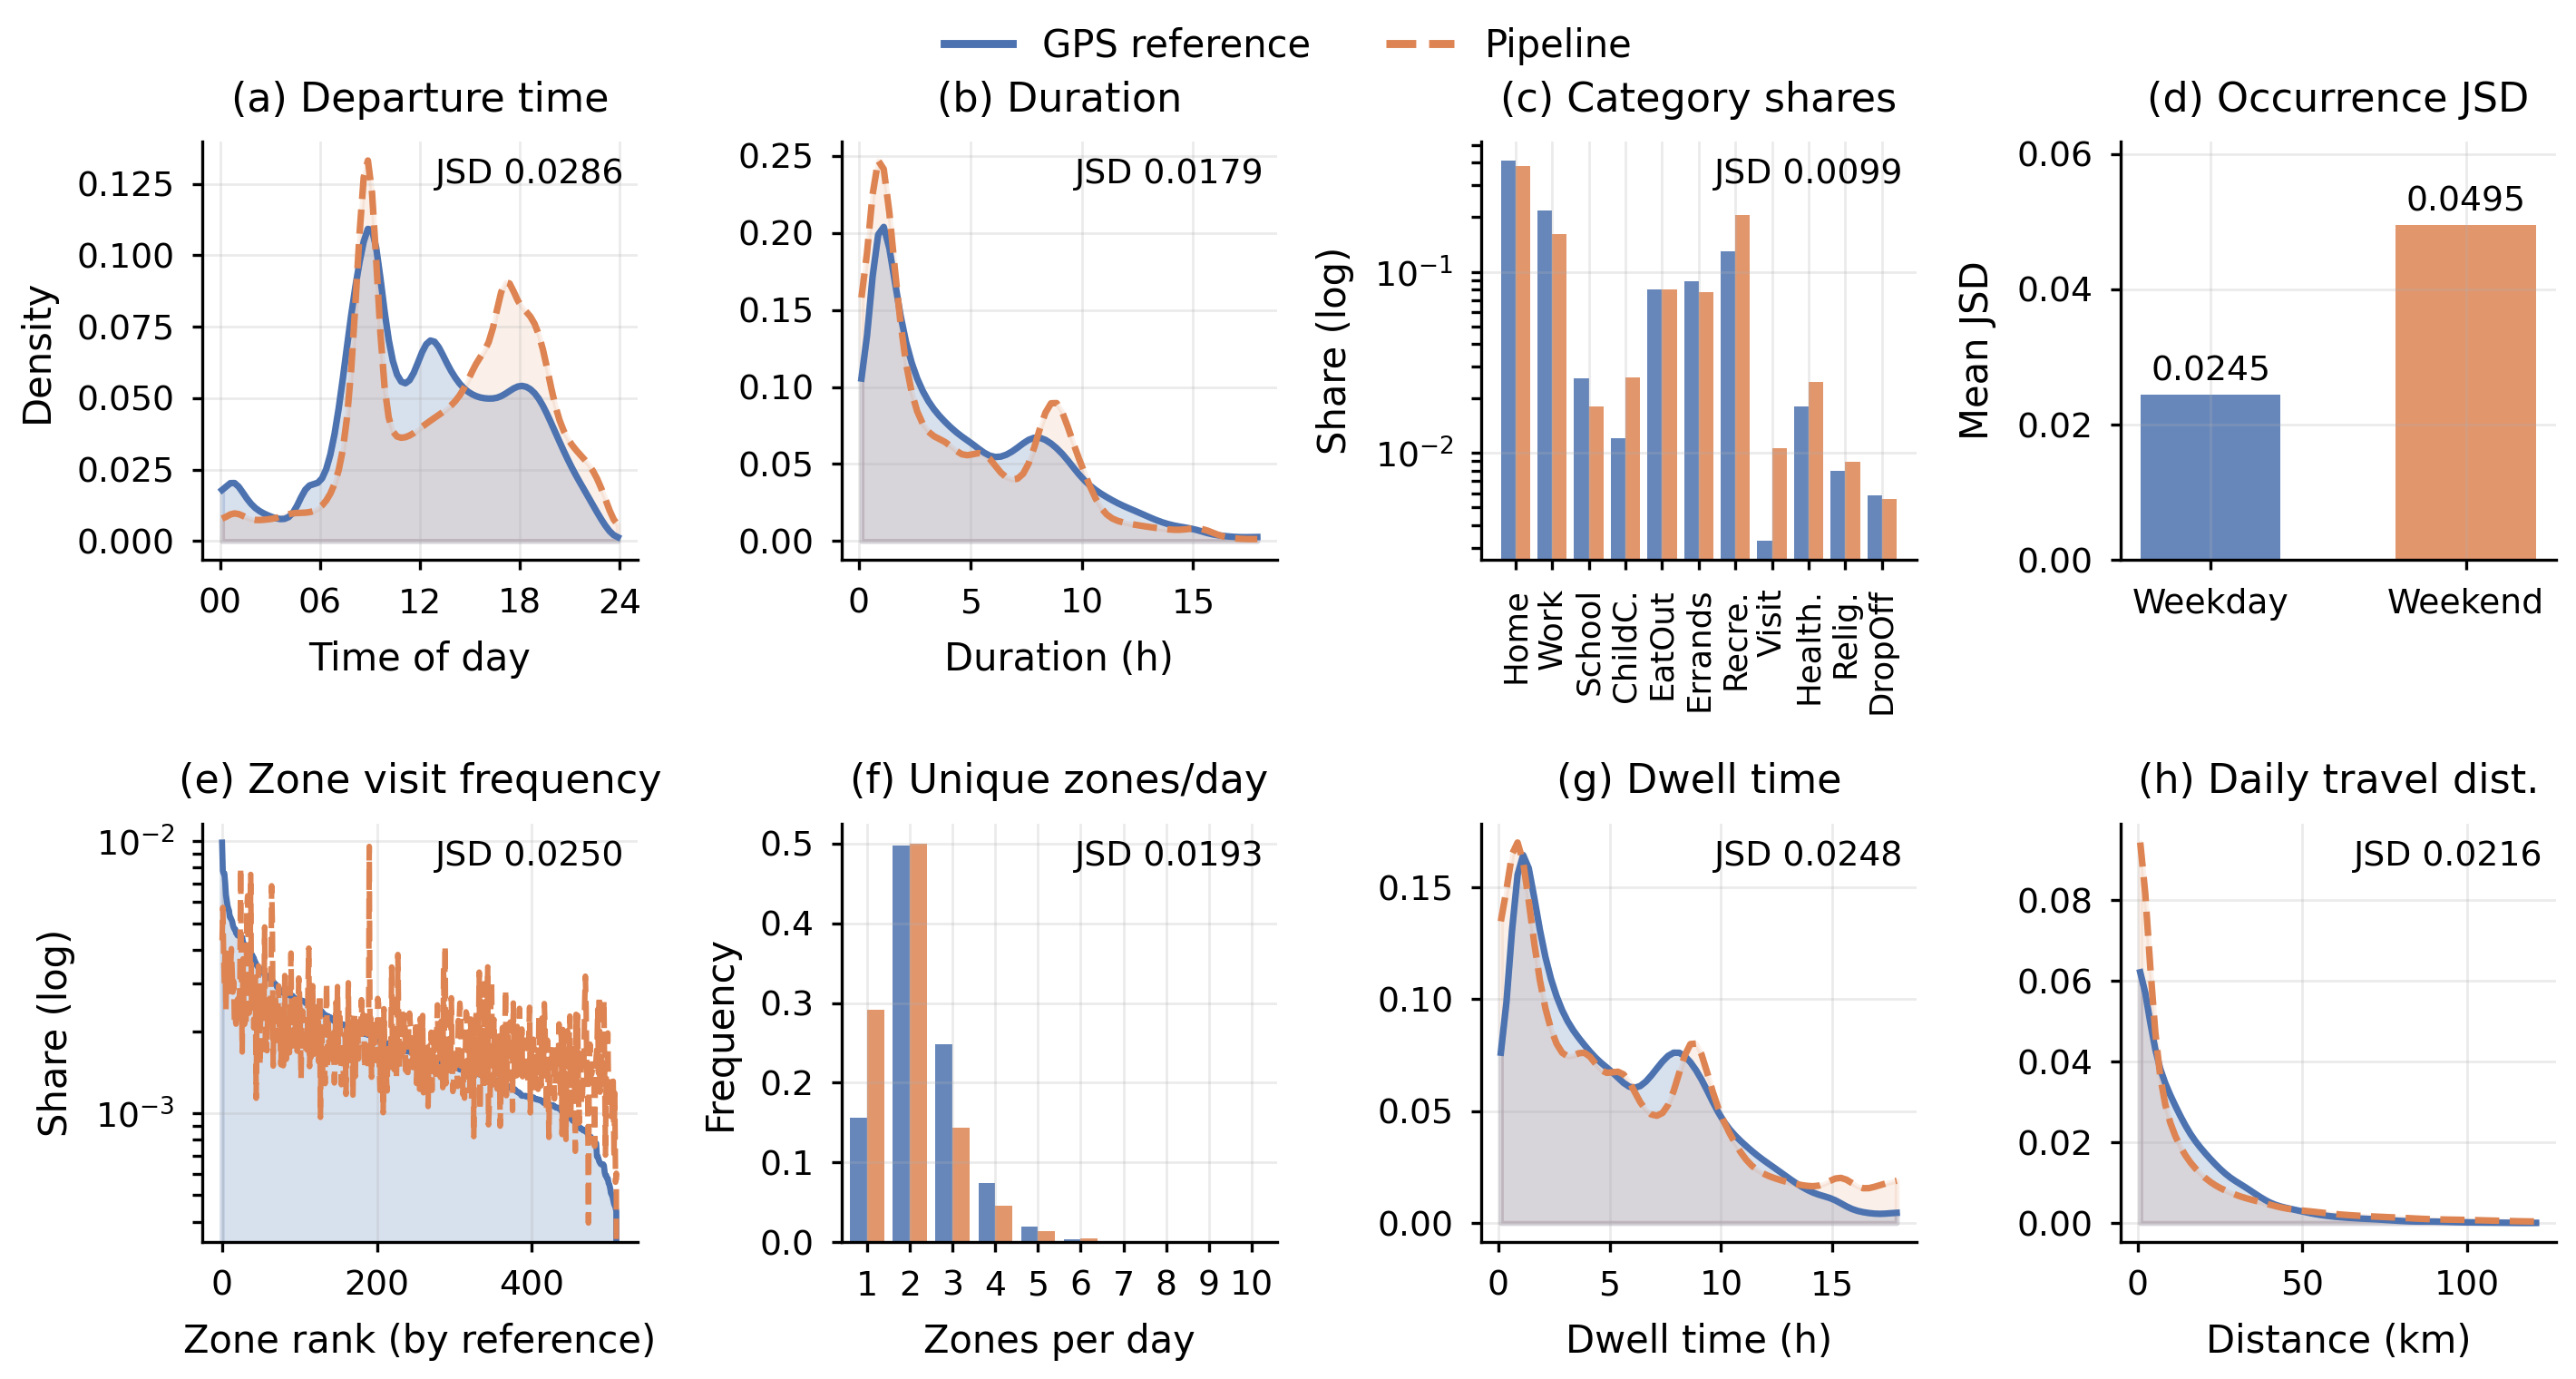 GPS reference
Pipeline
(a) Departure time
JSD 0.0286
Density
0.125
0.100
0.075
0.050
0.025
0.000
00 06 12 18 24
Time of day
(b) Duration
JSD 0.0179
0.25
0.20
0.15
0.10
0.05
0.00
0 5 10 15
Duration (h)
(c) Category shares
JSD 0.0099
Share (log)
10⁻¹
10⁻²
Home
Work
School
ChildC.
EatOut
Errands
Recre.
Visit
Health.
Relig.
DropOff
(d) Occurrence JSD
Mean JSD
0.06
0.04
0.02
0.00
0.0245
0.0495
Weekday Weekend
(e) Zone visit frequency
JSD 0.0250
Share (log)
10⁻²
10⁻³
0 200 400
Zone rank (by reference)
(f) Unique zones/day
JSD 0.0193
Frequency
0.5
0.4
0.3
0.2
0.1
0.0
1 2 3 4 5 6 7 8 9 10
Zones per day
(g) Dwell time
JSD 0.0248
0.15
0.10
0.05
0.00
0 5 10 15
Dwell time (h)
(h) Daily travel dist.
JSD 0.0216
0.08
0.06
0.04
0.02
0.00
0 50 100
Distance (km)